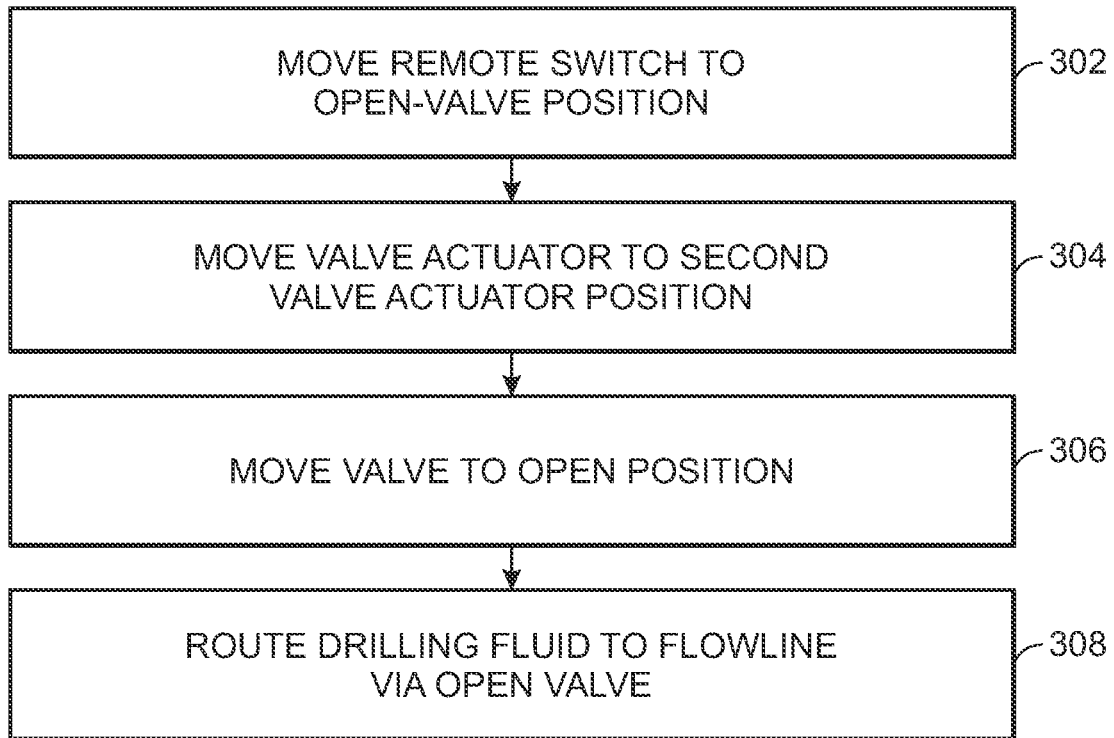 MOVE REMOTE SWITCH TO
OPEN-VALVE POSITION
302
MOVE VALVE ACTUATOR TO SECOND
VALVE ACTUATOR POSITION
304
MOVE VALVE TO OPEN POSITION
306
ROUTE DRILLING FLUID TO FLOWLINE
VIA OPEN VALVE
308